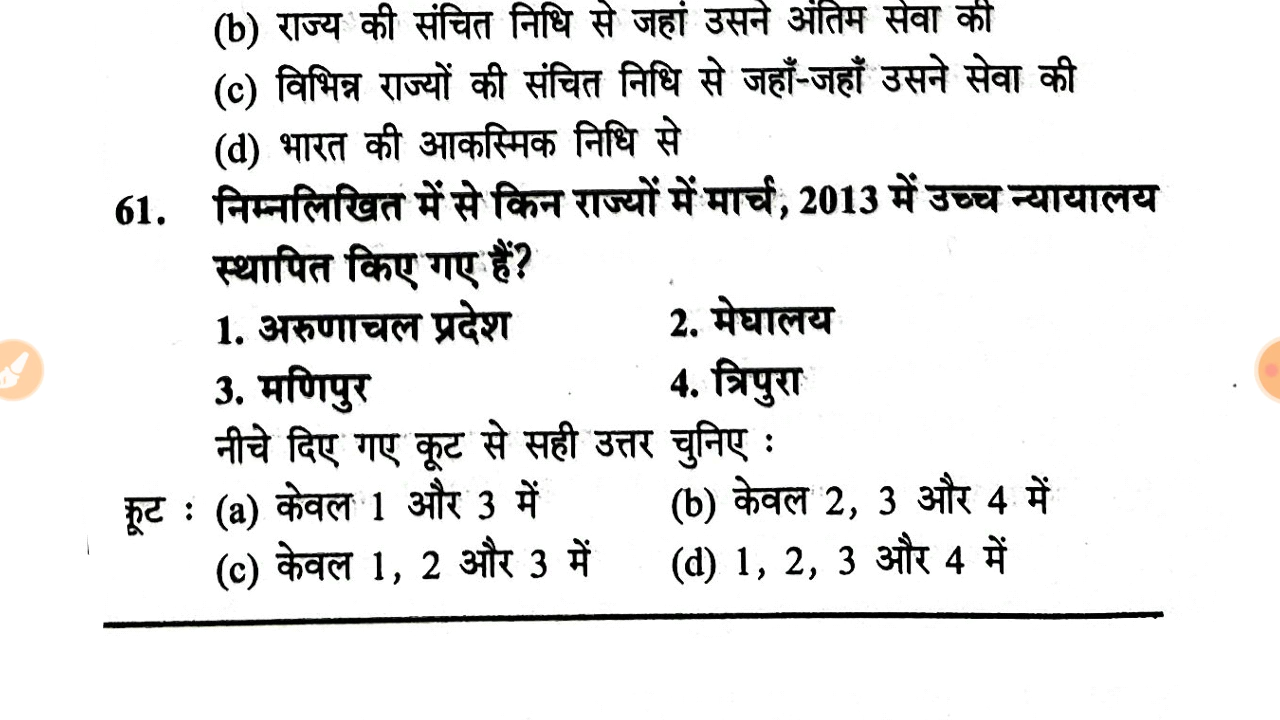 (b) राज्य की संचित निधि से जहां उसने अंतिम सेवा की
(c) विभिन्न राज्यों की संचित निधि से जहाँ-जहाँ उसने सेवा की
(d) भारत की आकस्मिक निधि से
61. निम्नलिखित में से किन राज्यों में मार्च, 2013 में उच्च न्यायालय
स्थापित किए गए हैं?
1. अरुणाचल प्रदेश 2. मेघालय
3. मणिपुर 4. त्रिपुरा
नीचे दिए गए कूट से सही उत्तर चुनिए :
कूट : (a) केवल 1 और 3 में (b) केवल 2, 3 और 4 में
(c) केवल 1, 2 और 3 में (d) 1, 2, 3 और 4 में